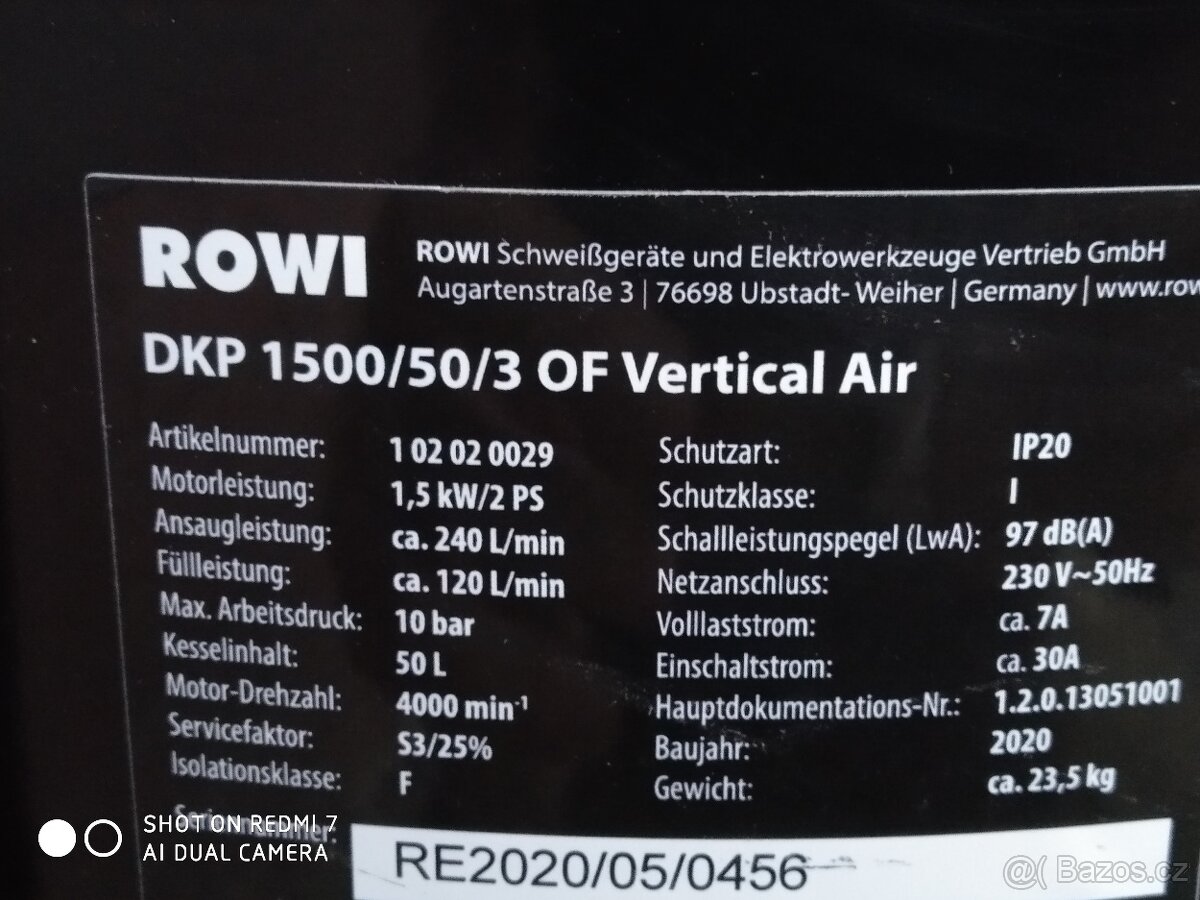 ROWI
ROWI Schweißgeräte und Elektrowerkzeuge Vertrieb GmbH
Augartenstraße 3 | 76698 Ubstadt- Weiher | Germany | www.row
DKP 1500/50/3 OF Vertical Air
Artikelnummer: 1 02 02 0029
Motorleistung: 1,5 kW/2 PS
Ansaugleistung: ca. 240 L/min
Füllleistung: ca. 120 L/min
Max. Arbeitsdruck: 10 bar
Kesselinhalt: 50 L
Motor-Drehzahl: 4000 min⁻¹
Servicefaktor: S3/25%
Isolationsklasse: F
Schutzart: IP20
Schutzklasse: I
Schallleistungspegel (LwA): 97 dB(A)
Netzanschluss: 230 V~50Hz
Volllaststrom: ca. 7A
Einschaltstrom: ca. 30A
Hauptdokumentations-Nr.: 1.2.0.13051001
Baujahr: 2020
Gewicht: ca. 23,5 kg
Seriennummer: RE2020/05/0456
SHOT ON REDMI 7
AI DUAL CAMERA
@( Bazos.cz